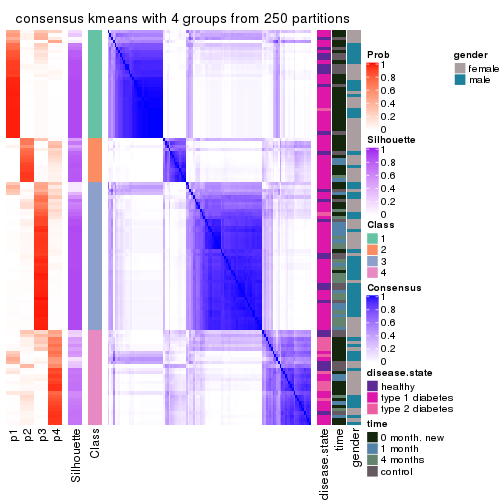 consensus kmeans with 4 groups from 250 partitions
Prob
1
0.8
0.6
0.4
0.2
0
gender
female
male
Silhouette
1
0.8
0.6
0.4
0.2
0
Class
1
2
3
4
Consensus
1
0.8
0.6
0.4
0.2
0
disease.state
healthy
type 1 diabetes
type 2 diabetes
time
0 month. new
1 month
4 months
control
p1
p2
p3
p4
Silhouette
Class
disease.state
time
gender